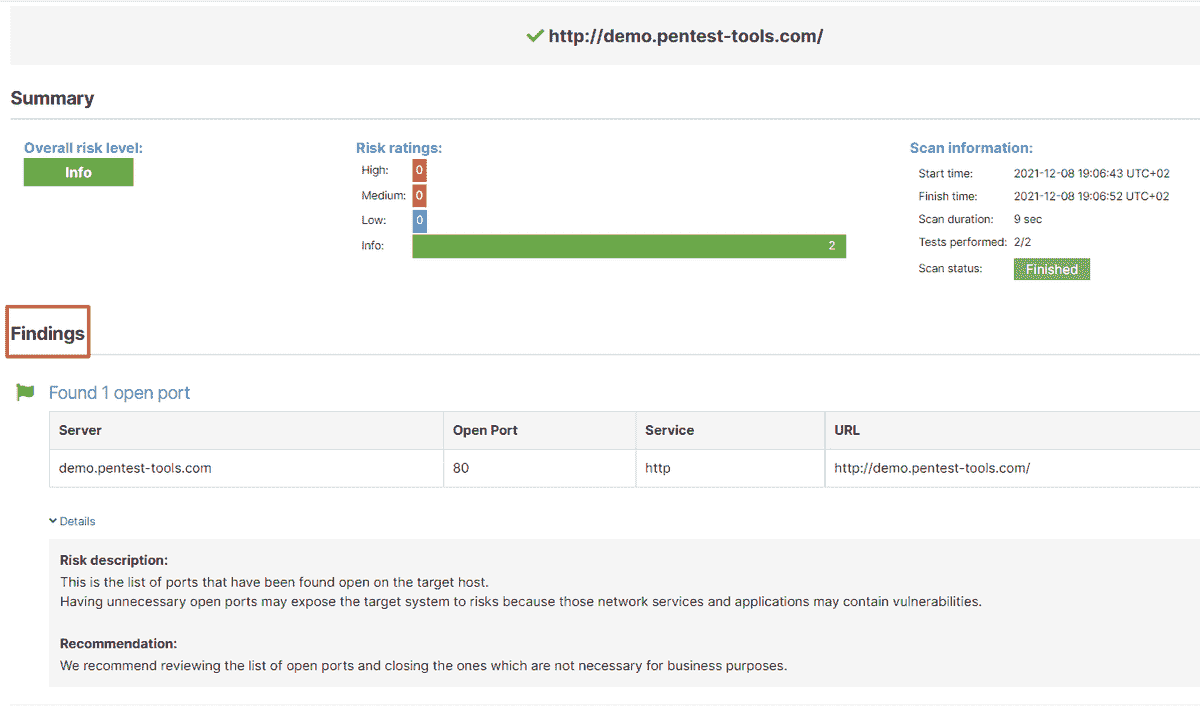 http://demo.pentest-tools.com/
Summary
Overall risk level:
Info
Risk ratings:
High: 0
Medium: 0
Low: 0
Info: 2
Scan information:
Start time: 2021-12-08 19:06:43 UTC+02
Finish time: 2021-12-08 19:06:52 UTC+02
Scan duration: 9 sec
Tests performed: 2/2
Scan status: Finished
Findings
Found 1 open port
Server Open Port Service URL
demo.pentest-tools.com 80 http http://demo.pentest-tools.com/
Details
Risk description:
This is the list of ports that have been found open on the target host.
Having unnecessary open ports may expose the target system to risks because those network services and applications may contain vulnerabilities.
Recommendation:
We recommend reviewing the list of open ports and closing the ones which are not necessary for business purposes.